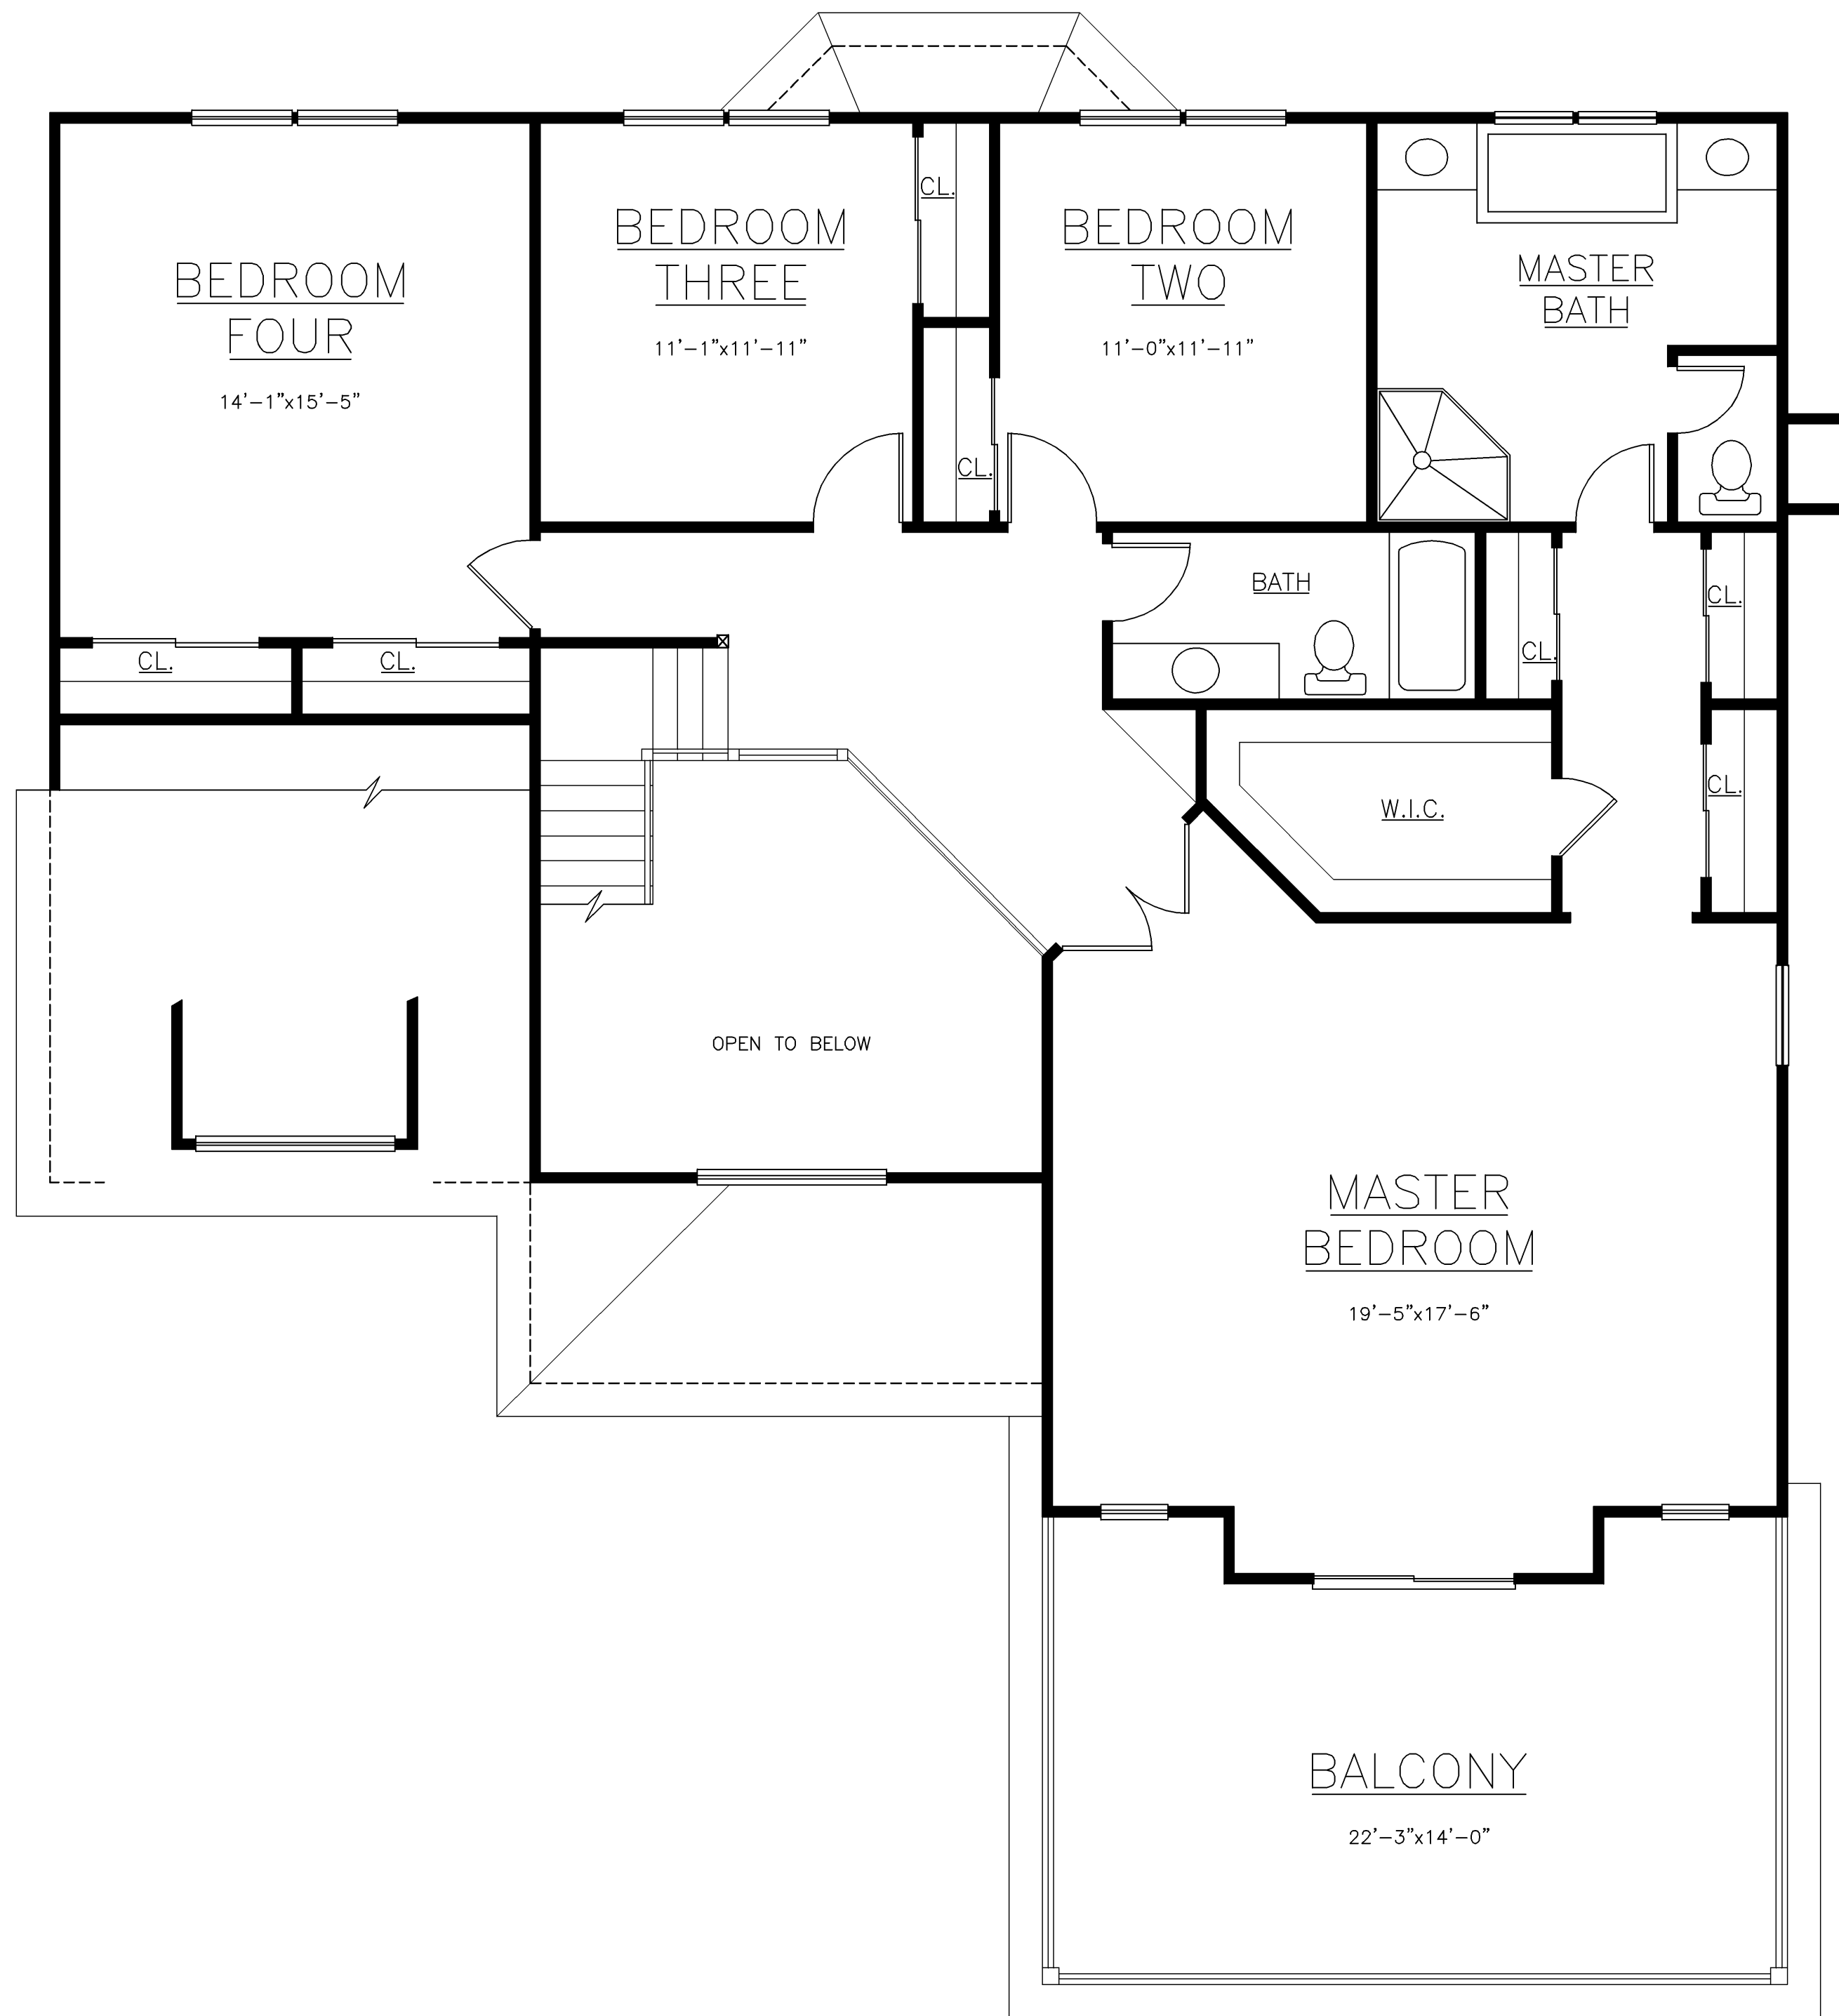 BEDROOM
FOUR
14'-1"x15'-5"
BEDROOM
THREE
11'-1"x11'-11"
CL.
CL.
BEDROOM
TWO
11'-0"x11'-11"
MASTER
BATH
BATH
CL.
CL.
CL.
CL.
CL.
W.I.C.
OPEN TO BELOW
MASTER
BEDROOM
19'-5"x17'-6"
BALCONY
22'-3"x14'-0"